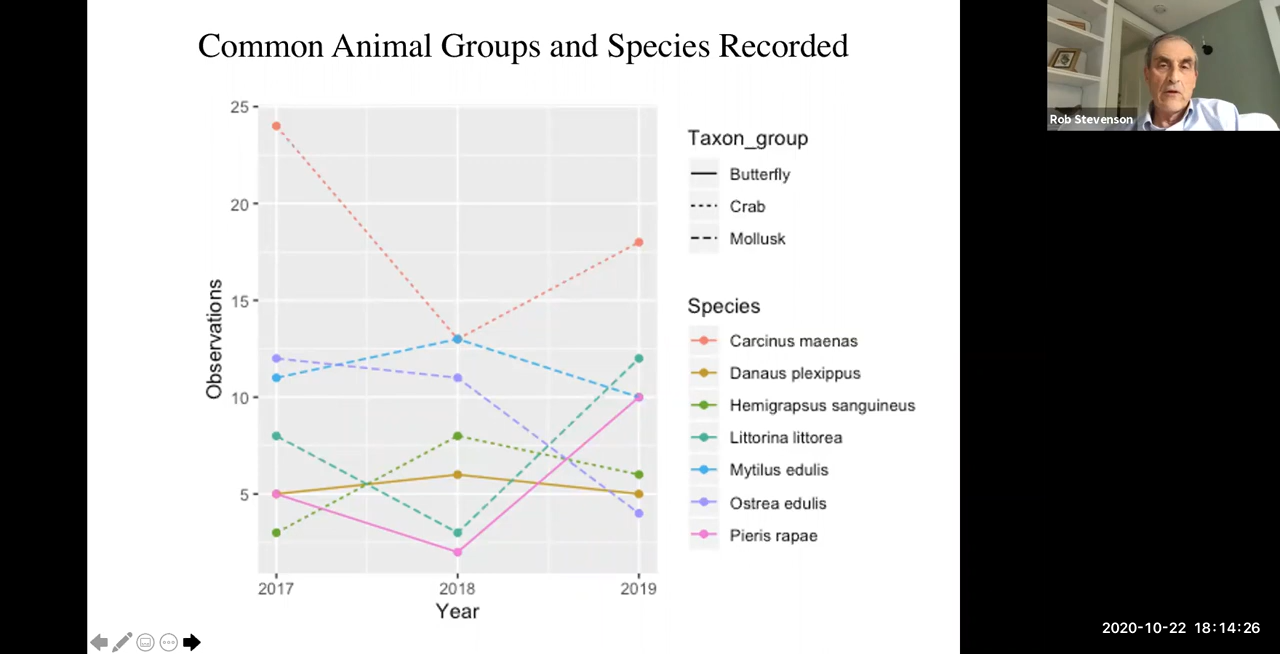 Common Animal Groups and Species Recorded
Rob Stevenson
25
20
15
10
5
Observations
2017
2018
2019
Year
Taxon_group
Butterfly
Crab
Mollusk
Species
Carcinus maenas
Danaus plexippus
Hemigrapsus sanguineus
Littorina littorea
Mytilus edulis
Ostrea edulis
Pieris rapae
2020-10-22 18:14:26